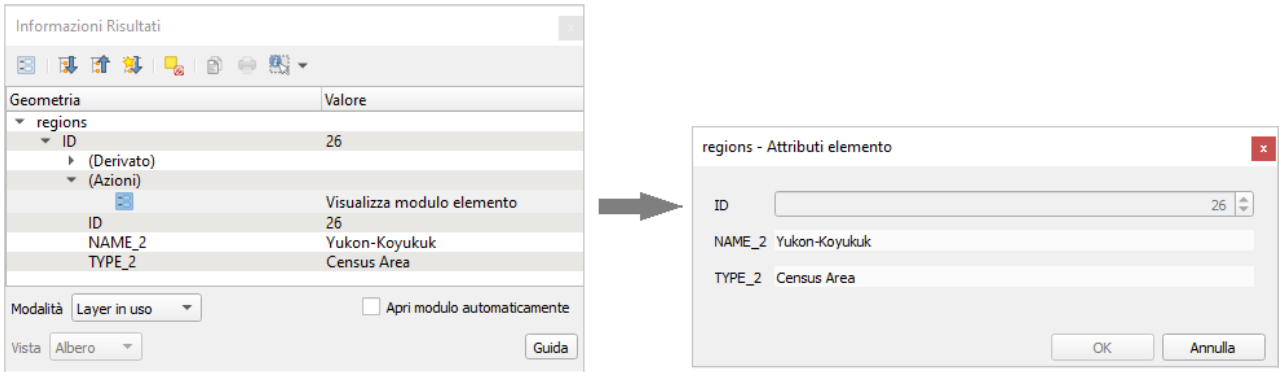 Informazioni Risultati
x
Geometria Valore
regions
ID 26
(Derivato)
(Azioni)
Visualizza modulo elemento
ID 26
NAME_2 Yukon-Koyukuk
TYPE_2 Census Area
Modalità Layer in uso Apri modulo automaticamente
Vista Albero Guida
regions - Attributi elemento
x
ID 26
NAME_2 Yukon-Koyukuk
TYPE_2 Census Area
OK Annulla